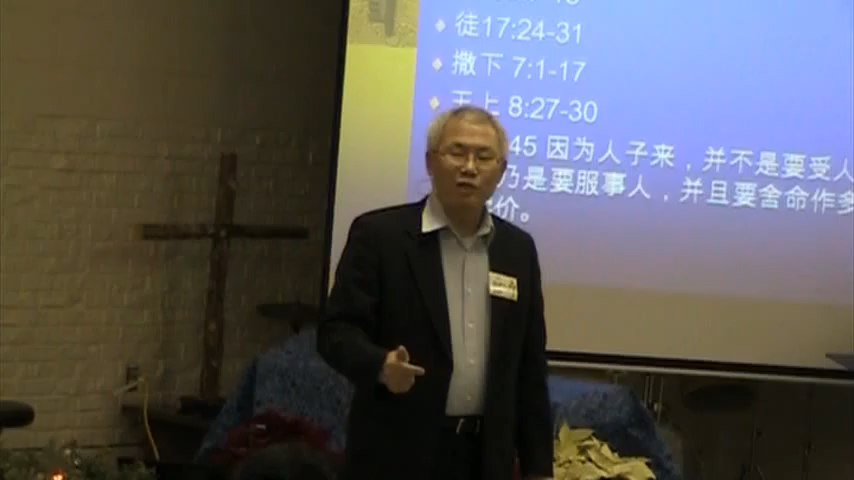 徒17:24-31
撒下 7:1-17
王上 8:27-30
45 因为人子来，并不是要受人
乃是要服事人，并且要舍命作多
价。